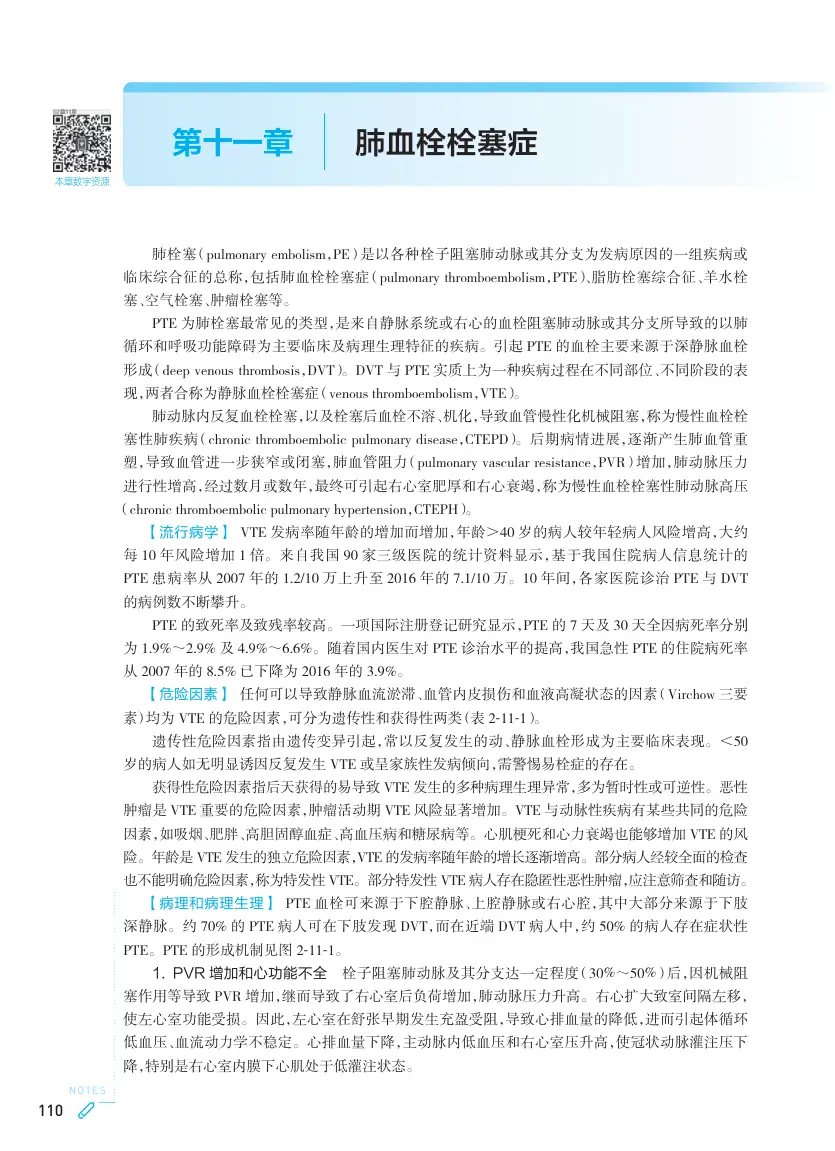 第十一章
肺血栓栓塞症
本章数字资源
肺栓塞（pulmonary embolism，PE）是以各种栓子阻塞肺动脉或其分支为发病原因的一组疾病或
临床综合征的总称，包括肺血栓栓塞症（pulmonary thromboembolism，PTE）、脂肪栓塞综合征、羊水栓
塞、空气栓塞、肿瘤栓塞等。
PTE 为肺栓塞最常见的类型，是来自静脉系统或右心的血栓阻塞肺动脉或其分支所导致的以肺
循环和呼吸功能障碍为主要临床及病理生理特征的疾病。引起 PTE 的血栓主要来源于深静脉血栓
形成（deep venous thrombosis，DVT）。DVT 与 PTE 实质上为一种疾病过程在不同部位、不同阶段的表
现，两者合称为静脉血栓栓塞症（venous thromboembolism，VTE）。
肺动脉内反复血栓栓塞，以及栓塞后血栓不溶、机化，导致血管慢性化机械阻塞，称为慢性血栓栓
塞性肺疾病（chronic thromboembolic pulmonary disease，CTEPD）。后期病情进展，逐渐产生肺血管重
塑，导致血管进一步狭窄或闭塞，肺血管阻力（pulmonary vascular resistance，PVR）增加，肺动脉压力
进行性增高，经过数月或数年，最终可引起右心室肥厚和右心衰竭，称为慢性血栓栓塞性肺动脉高压
（chronic thromboembolic pulmonary hypertension，CTEPH）。
【流行病学】 VTE 发病率随年龄的增加而增加，年龄＞40 岁的病人较年轻病人风险增高，大约
每 10 年风险增加 1 倍。来自我国 90 家三级医院的统计资料显示，基于我国住院病人信息统计的
PTE 患病率从 2007 年的 1.2/10 万上升至 2016 年的 7.1/10 万。10 年间，各家医院诊治 PTE 与 DVT
的病例数不断攀升。
PTE 的致死率及致残率较高。一项国际注册登记研究显示，PTE 的 7 天及 30 天全因病死率分别
为 1.9%～2.9% 及 4.9%～6.6%。随着国内医生对 PTE 诊治水平的提高，我国急性 PTE 的住院病死率
从 2007 年的 8.5% 已下降为 2016 年的 3.9%。
【危险因素】 任何可以导致静脉血流淤滞、血管内皮损伤和血液高凝状态的因素（Virchow 三要
素）均为 VTE 的危险因素，可分为遗传性和获得性两类（表 2-11-1）。
遗传性危险因素指由遗传变异引起，常以反复发生的动、静脉血栓形成为主要临床表现。＜50
岁的病人如无明显诱因反复发生 VTE 或呈家族性发病倾向，需警惕易栓症的存在。
获得性危险因素指后天获得的易导致 VTE 发生的多种病理生理异常，多为暂时性或可逆性。恶性
肿瘤是 VTE 重要的危险因素，肿瘤活动期 VTE 风险显著增加。VTE 与动脉性疾病有某些共同的危险
因素，如吸烟、肥胖、高胆固醇血症、高血压病和糖尿病等。心肌梗死和心力衰竭也能够增加 VTE 的风
险。年龄是 VTE 发生的独立危险因素，VTE 的发病率随年龄的增长逐渐增高。部分病人经较全面的检查
也不能明确危险因素，称为特发性 VTE。部分特发性 VTE 病人存在隐匿性恶性肿瘤，应注意筛查和随访。
【病理和病理生理】 PTE 血栓可来源于下腔静脉、上腔静脉或右心腔，其中大部分来源于下肢
深静脉。约 70% 的 PTE 病人可在下肢发现 DVT，而在近端 DVT 病人中，约 50% 的病人存在症状性
PTE。PTE 的形成机制见图 2-11-1。
1. PVR 增加和心功能不全 栓子阻塞肺动脉及其分支达一定程度（30%～50%）后，因机械阻
塞作用等导致 PVR 增加，继而导致了右心室后负荷增加，肺动脉压力升高。右心扩大致室间隔左移，
使左心室功能受损。因此，左心室在舒张早期发生充盈受阻，导致心排血量的降低，进而引起体循环
低血压、血流动力学不稳定。心排血量下降，主动脉内低血压和右心室压升高，使冠状动脉灌注压下
降，特别是右心室内膜下心肌处于低灌注状态。
NOTES
110